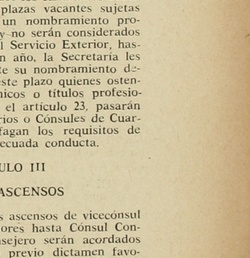 plazas vacantes sujetas
un nombramiento pro-
y no serán considerados
l Servicio Exterior, has-
n año, la Secretaría les
te su nombramiento de-
este plazo quienes osten-
nicos o títulos profesio-
el artículo 23, pasarán
rios o Cónsules de Cuar-
fagan los requisitos de
ecuada conducta.
ULO III
ASCENSOS
s ascensos de vicecónsul
ores hasta Cónsul Con-
sejero serán acordados
previo dictamen favo-